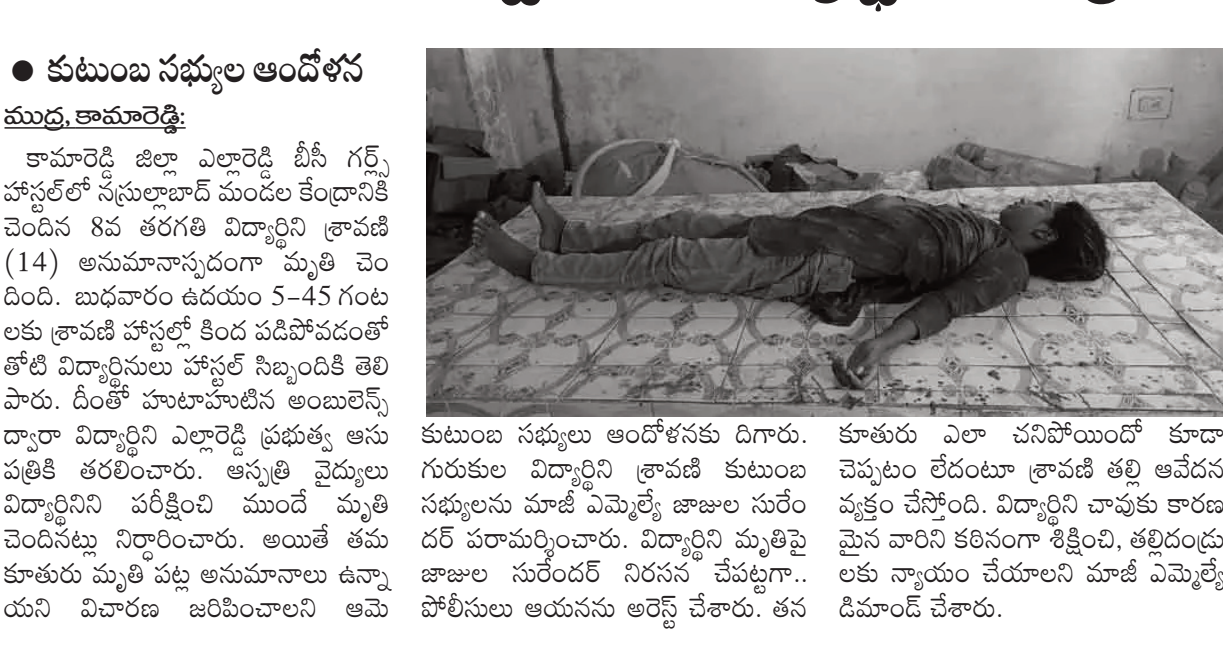 ● కుటుంబ సభ్యుల ఆందోళన
ముద్ర, కామారెడ్డి:
కామారెడ్డి జిల్లా ఎల్లారెడ్డి బీసీ గర్ల్స్
హాస్టల్‌లో నస్రుల్లాబాద్ మండల కేంద్రానికి
చెందిన 8వ తరగతి విద్యార్థిని శ్రావణి
(14) అనుమానాస్పదంగా మృతి చెం
దింది. బుధవారం ఉదయం 5-45 గంట
లకు శ్రావణి హాస్టల్లో కింద పడిపోవడంతో
తోటి విద్యార్థినులు హాస్టల్ సిబ్బందికి తెలి
పారు. దీంతో హుటాహుటిన అంబులెన్స్
ద్వారా విద్యార్థిని ఎల్లారెడ్డి ప్రభుత్వ ఆసు
పత్రికి తరలించారు. ఆస్పత్రి వైద్యులు
విద్యార్థినిని పరీక్షించి ముందే మృతి
చెందినట్లు నిర్ధారించారు. అయితే తమ
కూతురు మృతి పట్ల అనుమానాలు ఉన్నా
యని విచారణ జరిపించాలని ఆమె
కుటుంబ సభ్యులు ఆందోళనకు దిగారు.
గురుకుల విద్యార్థిని శ్రావణి కుటుంబ
సభ్యులను మాజీ ఎమ్మెల్యే జాజుల సురేం
దర్ పరామర్శించారు. విద్యార్థిని మృతిపై
జాజుల సురేందర్ నిరసన చేపట్టగా..
పోలీసులు ఆయనను అరెస్ట్ చేశారు. తన
కూతురు ఎలా చనిపోయిందో కూడా
చెప్పటం లేదంటూ శ్రావణి తల్లి ఆవేదన
వ్యక్తం చేస్తోంది. విద్యార్థిని చావుకు కారణ
మైన వారిని కఠినంగా శిక్షించి, తల్లిదండ్రు
లకు న్యాయం చేయాలని మాజీ ఎమ్మెల్యే
డిమాండ్ చేశారు.